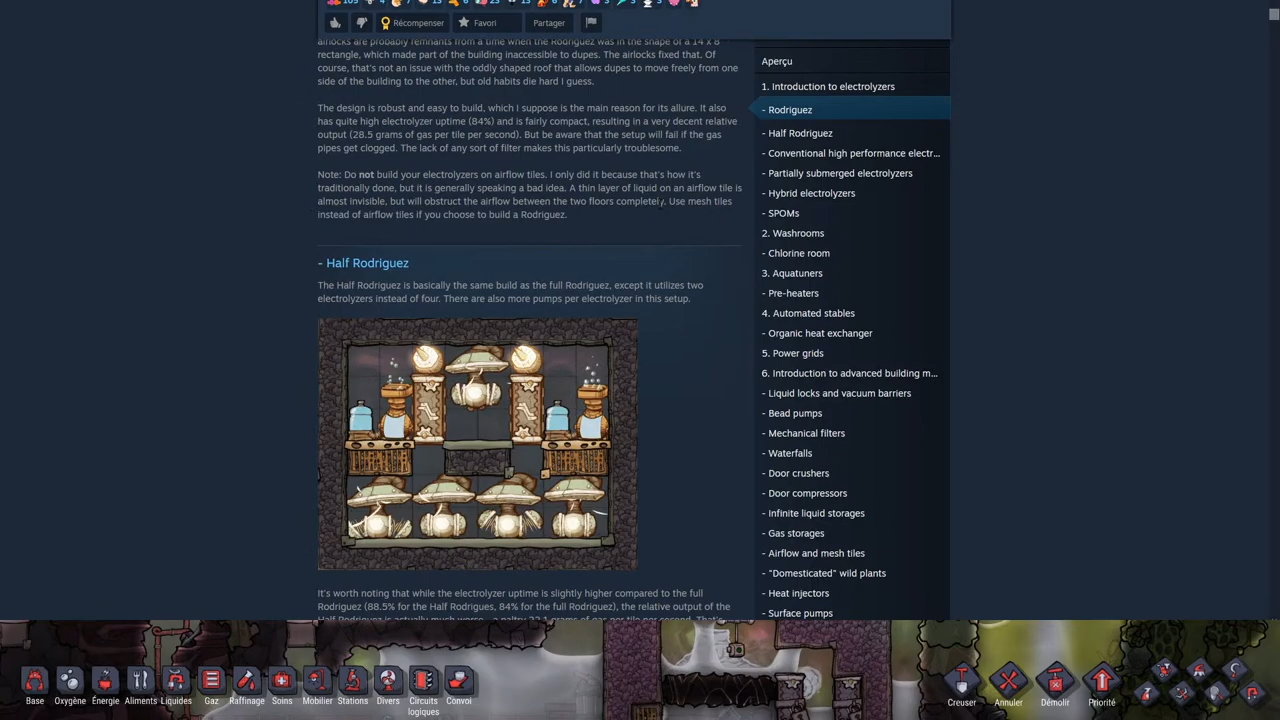 Récompenser
Favori
Partager
airlocks are probably remnants from a time when the Rodriguez was in the shape of a 14 x 8
rectangle, which made part of the building inaccessible to dupes. The airlocks fixed that. Of
course, that's not an issue with the oddly shaped roof that allows dupes to move freely from one
side of the building to the other, but old habits die hard I guess.
The design is robust and easy to build, which I suppose is the main reason for its allure. It also
has quite high electrolyzer uptime (84%) and is fairly compact, resulting in a very decent relative
output (28.5 grams of gas per tile per second). But be aware that the setup will fail if the gas
pipes get clogged. The lack of any sort of filter makes this particularly troublesome.
Note: Do not build your electrolyzers on airflow tiles. I only did it because that's how it's
traditionally done, but it is generally speaking a bad idea. A thin layer of liquid on an airflow tile is
almost invisible, but will obstruct the airflow between the two floors completely. Use mesh tiles
instead of airflow tiles if you choose to build a Rodriguez.
- Half Rodriguez
The Half Rodriguez is basically the same build as the full Rodriguez, except it utilizes two
electrolyzers instead of four. There are also more pumps per electrolyzer in this setup.
It's worth noting that while the electrolyzer uptime is slightly higher compared to the full
Rodriguez (88.5% for the Half Rodrigues, 84% for the full Rodriguez), the relative output of the
Aperçu
1. Introduction to electrolyzers
- Rodriguez
- Half Rodriguez
- Conventional high performance electr...
- Partially submerged electrolyzers
- Hybrid electrolyzers
- SPOMs
2. Washrooms
- Chlorine room
3. Aquatuners
- Pre-heaters
4. Automated stables
- Organic heat exchanger
5. Power grids
6. Introduction to advanced building m...
- Liquid locks and vacuum barriers
- Bead pumps
- Mechanical filters
- Waterfalls
- Door crushers
- Door compressors
- Infinite liquid storages
- Gas storages
- Airflow and mesh tiles
- "Domesticated" wild plants
- Heat injectors
- Surface pumps
Base
Oxygène
Énergie
Aliments
Liquides
Gaz
Raffinage
Soins
Mobilier
Stations
Divers
Circuits
logiques
Convoi
Creuser
Annuler
Démolir
Priorité